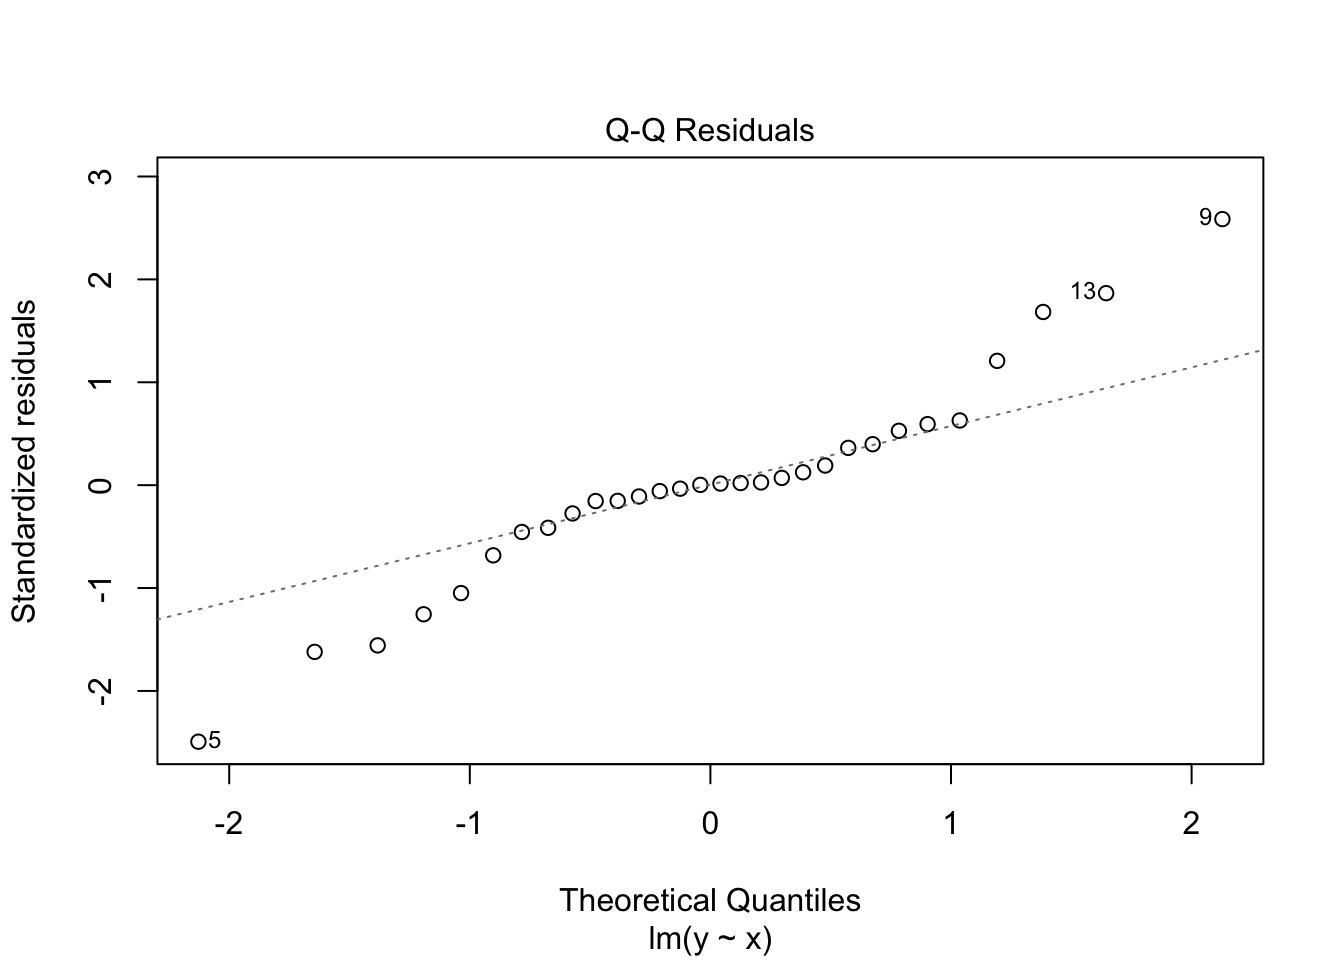 Q-Q Residuals
3
2
1
0
-1
-2
Standardized residuals
9
13
5
-2 -1 0 1 2
Theoretical Quantiles
lm(y ~ x)